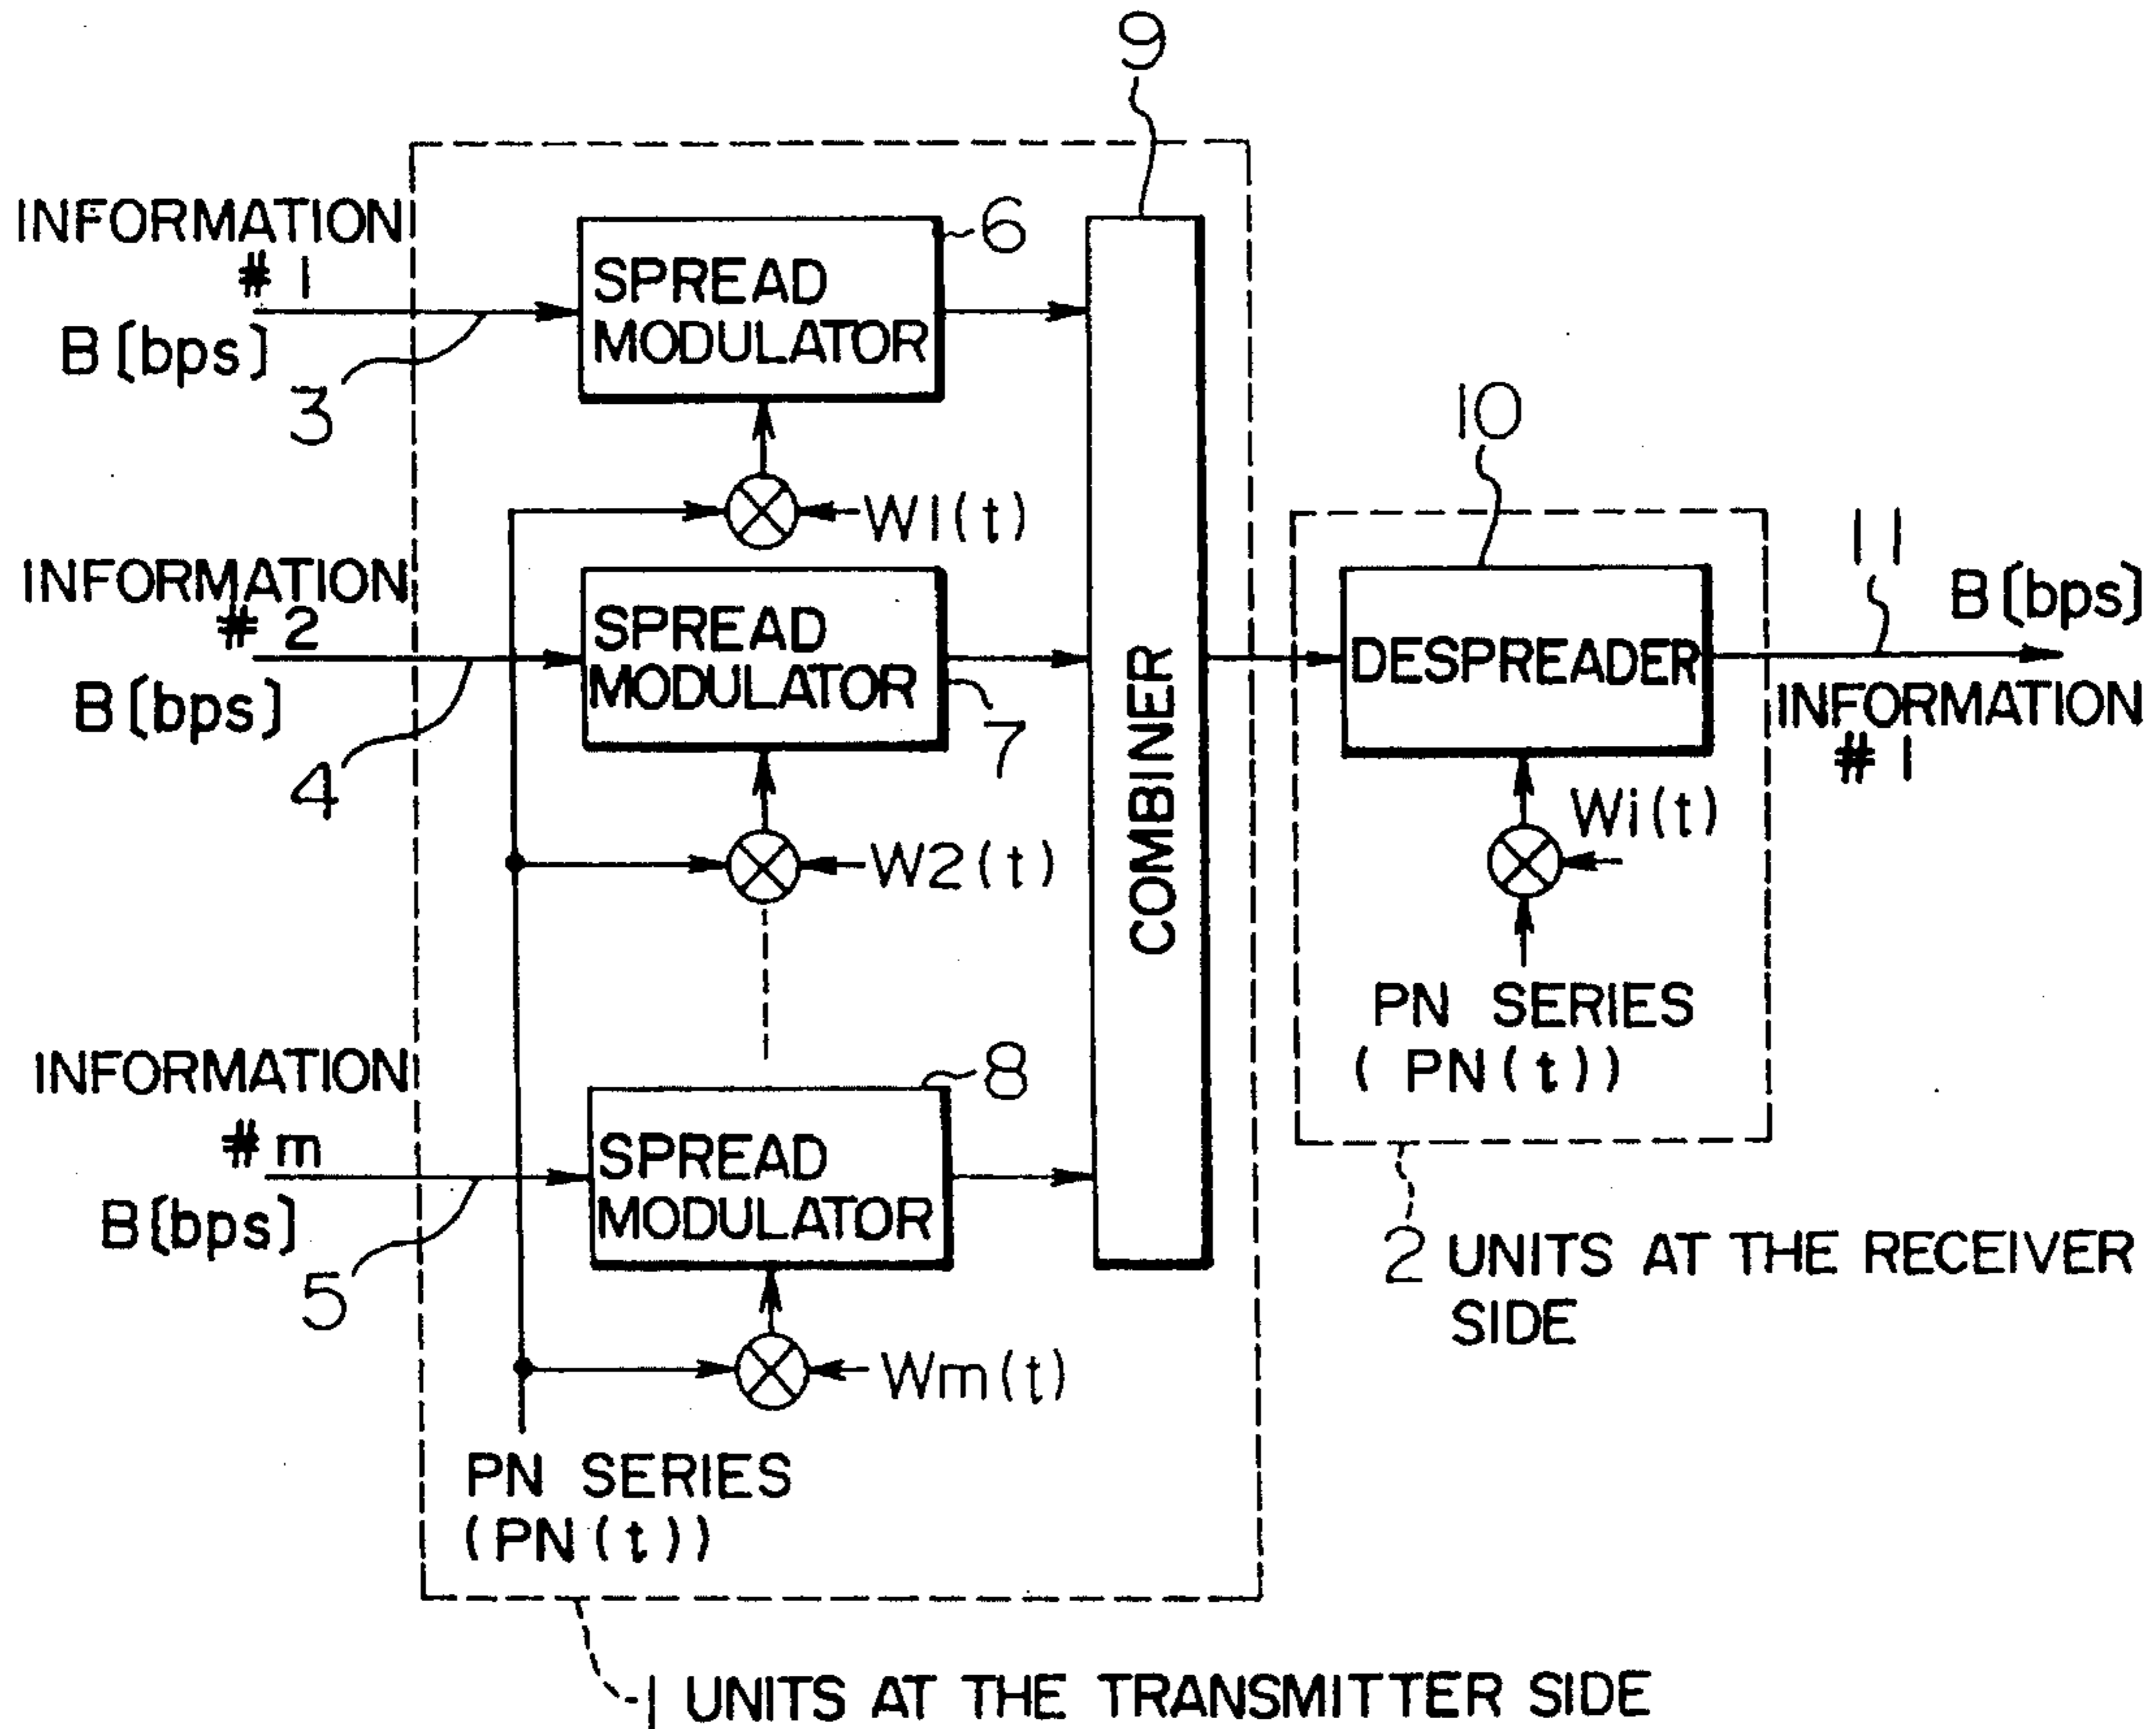 9
INFORMATION
# 1
B [bps]
3
SPREAD
MODULATOR
6
W1(t)
INFORMATION
# 2
B [bps]
4
SPREAD
MODULATOR
7
W2(t)
INFORMATION
# m
B [bps]
5
SPREAD
MODULATOR
8
Wm(t)
PN SERIES
(PN(t))
COMBINER
10
DESPREADER
11
B [bps]
INFORMATION
# 1
Wi(t)
PN SERIES
( PN(t))
2 UNITS AT THE RECEIVER
SIDE
1 UNITS AT THE TRANSMITTER SIDE